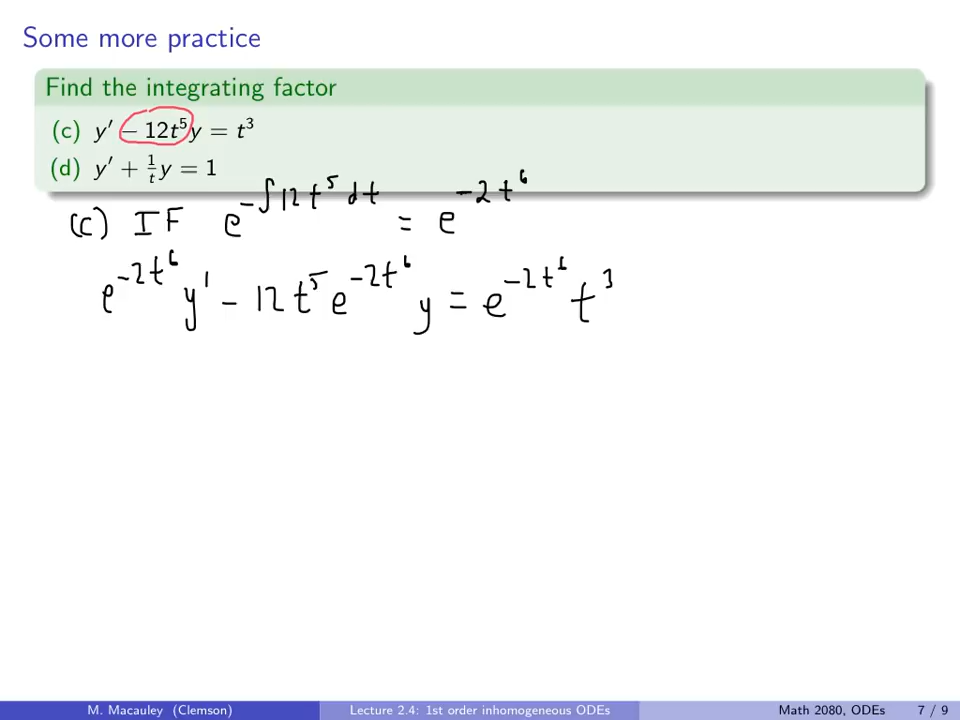 Some more practice
Find the integrating factor
(c) y′ − 12t⁵y = t³
(d) y′ + 1/t y = 1
(c) IF e^{-∫12t⁵ dt} = e^{-2t⁶}
e^{-2t⁶} y' - 12t⁵ e^{-2t⁶} y = e^{-2t⁶} t³
M. Macauley (Clemson) Lecture 2.4: 1st order inhomogeneous ODEs Math 2080, ODEs 7 / 9